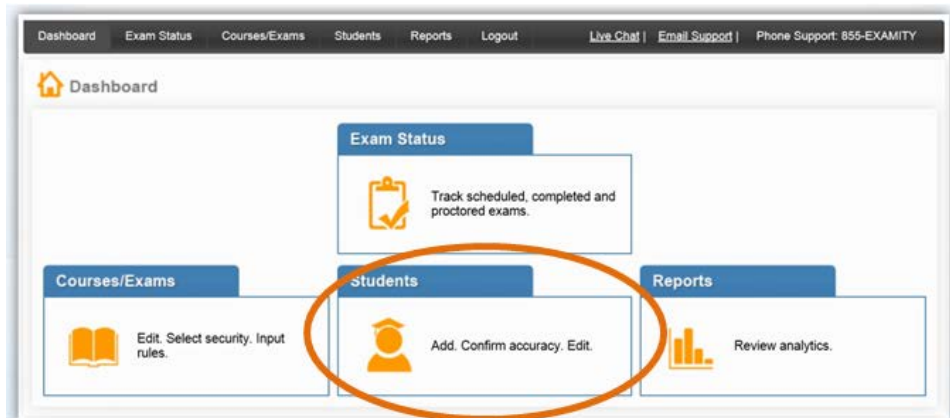 Dashboard Exam Status Courses/Exams Students Reports Logout Live Chat | Email Support | Phone Support: 855-EXAMITY
Dashboard
Exam Status
Track scheduled, completed and
proctored exams.
Courses/Exams
Edit. Select security. Input
rules.
Students
Add. Confirm accuracy. Edit.
Reports
Review analytics.